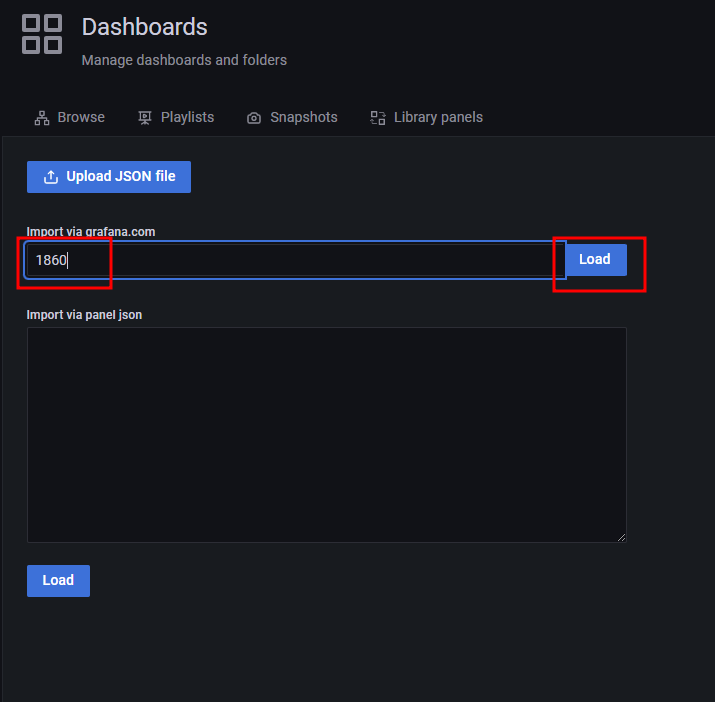 Dashboards
Manage dashboards and folders
Browse Playlists Snapshots Library panels
Upload JSON file
Import via grafana.com
1860 Load
Import via panel json
Load